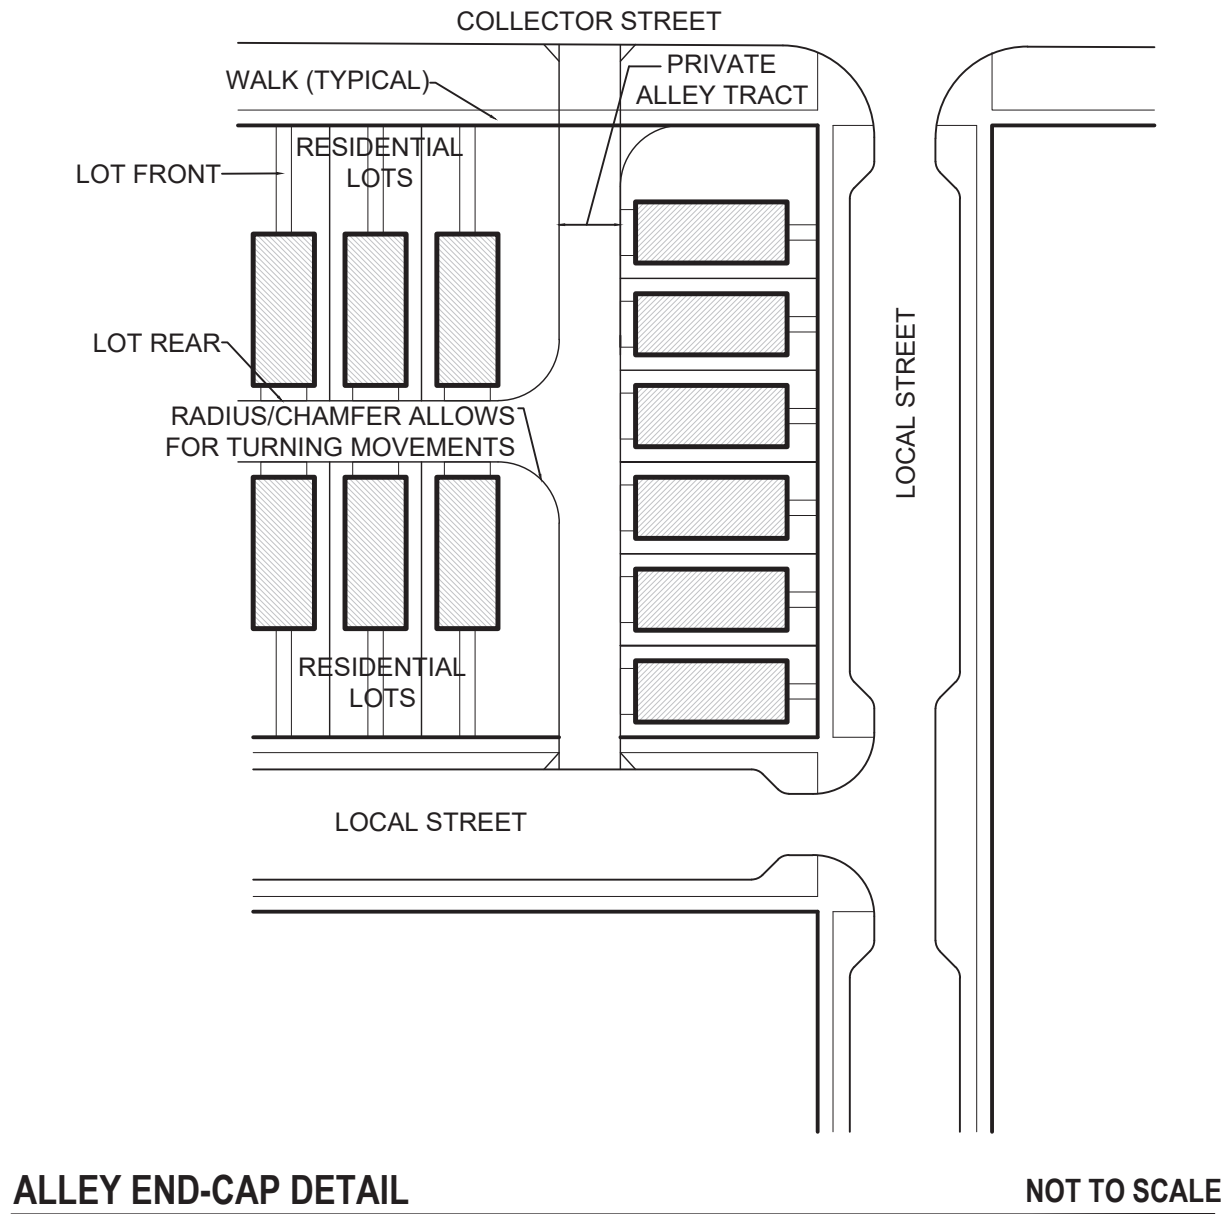 COLLECTOR STREET
WALK (TYPICAL)
PRIVATE
ALLEY TRACT
RESIDENTIAL
LOTS
LOT FRONT
LOT REAR
RADIUS/CHAMFER ALLOWS
FOR TURNING MOVEMENTS
LOCAL STREET
RESIDENTIAL
LOTS
LOCAL STREET
ALLEY END-CAP DETAIL
NOT TO SCALE